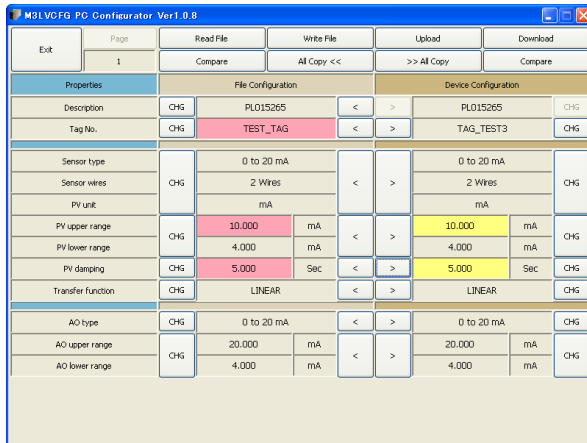 M3LVCFG PC Configurator Ver1.0.8
Exit Page Read File Write File Upload Download
1 Compare All Copy << >> All Copy Compare
Properties File Configuration Device Configuration
Description CHG PL015265 < > PL015265 CHG
Tag No. CHG TEST_TAG < > TAG_TEST3 CHG
Sensor type 0 to 20 mA 0 to 20 mA
Sensor wires CHG 2 Wires < > 2 Wires CHG
PV unit mA mA
PV upper range CHG 10.000 mA < > 10.000 mA CHG
PV lower range 4.000 mA 4.000 mA
PV damping CHG 5.000 Sec < > 5.000 Sec CHG
Transfer function CHG LINEAR < > LINEAR CHG
AO type CHG 0 to 20 mA < > 0 to 20 mA CHG
AO upper range CHG 20.000 mA < > 20.000 mA CHG
AO lower range 4.000 mA 4.000 mA